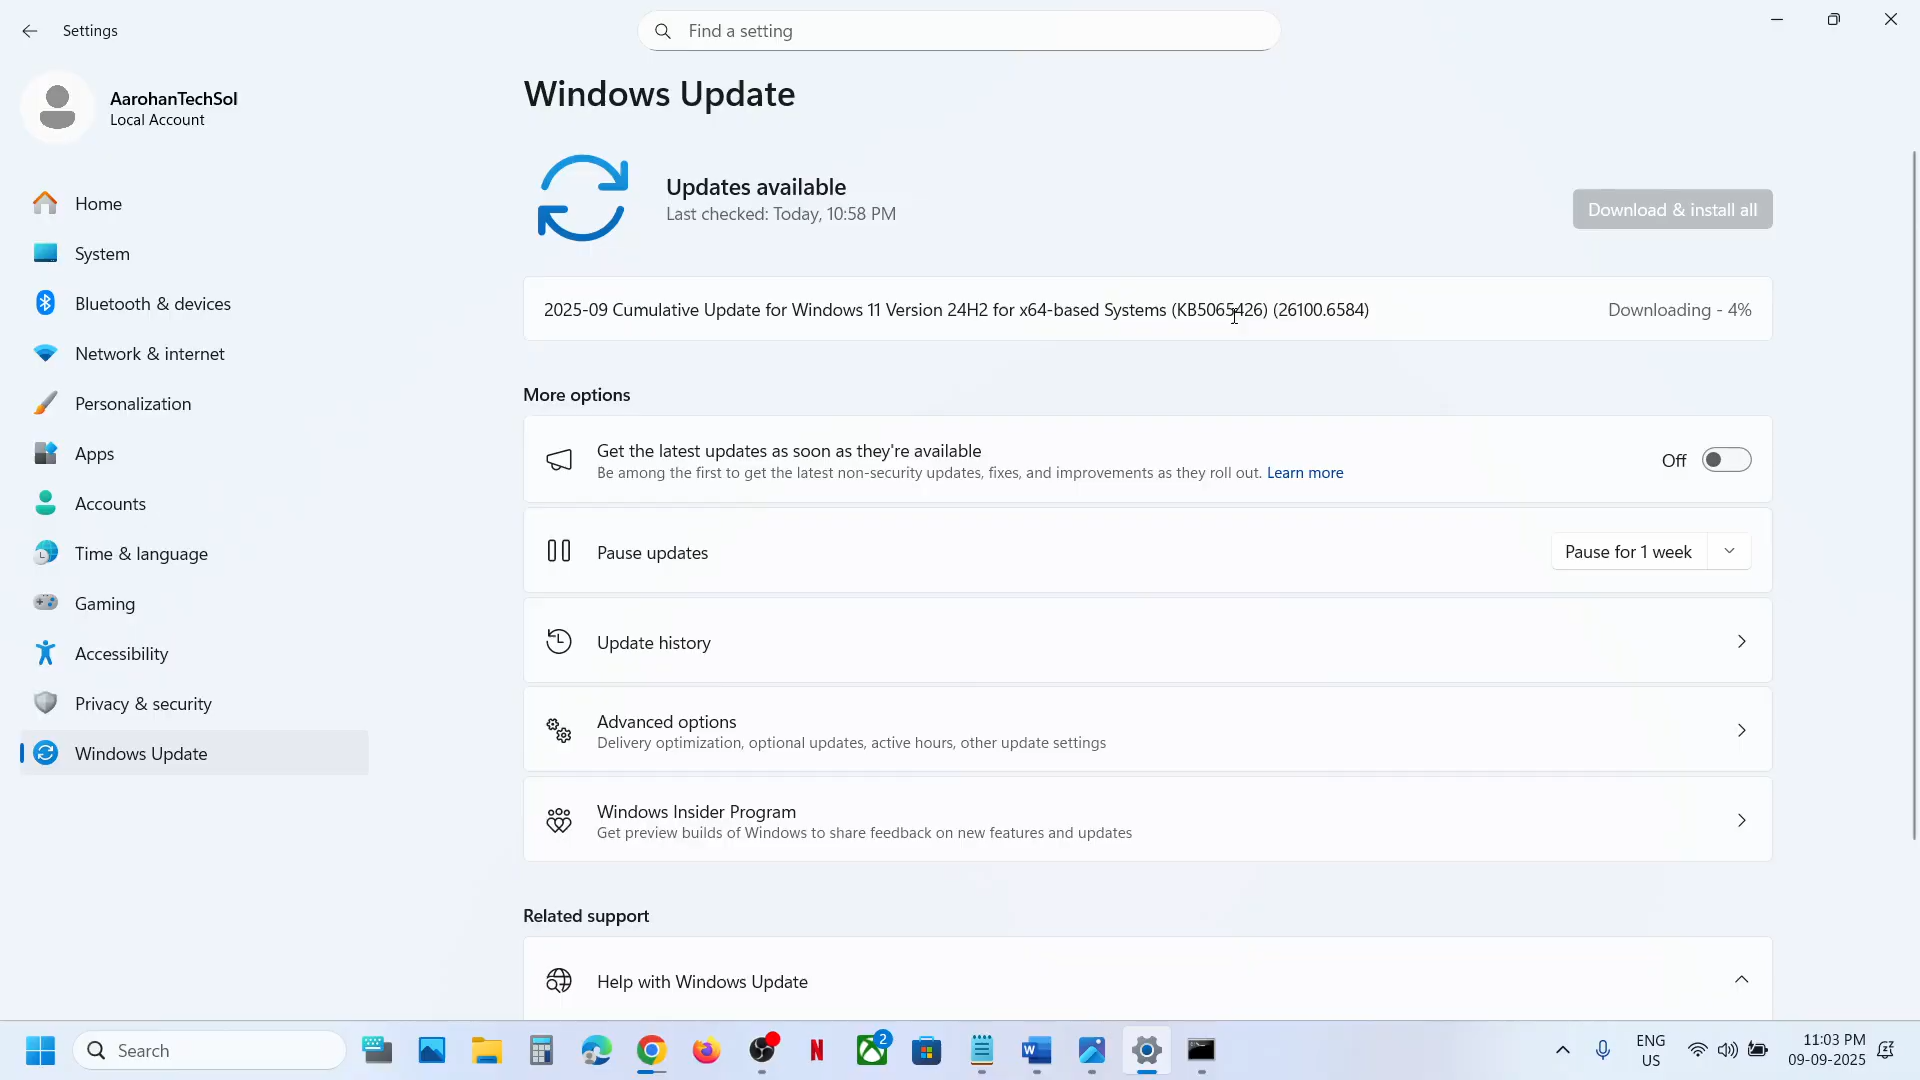 Settings
Find a setting
AarohanTechSol
Local Account
Home
System
Bluetooth & devices
Network & internet
Personalization
Apps
Accounts
Time & language
Gaming
Accessibility
Privacy & security
Windows Update
Windows Update
Updates available
Last checked: Today, 10:58 PM
Download & install all
2025-09 Cumulative Update for Windows 11 Version 24H2 for x64-based Systems (KB5065426) (26100.6584)
Downloading - 4%
More options
Get the latest updates as soon as they're available
Be among the first to get the latest non-security updates, fixes, and improvements as they roll out. Learn more
Off
Pause updates
Pause for 1 week
Update history
Advanced options
Delivery optimization, optional updates, active hours, other update settings
Windows Insider Program
Get preview builds of Windows to share feedback on new features and updates
Related support
Help with Windows Update
Search
N
2
W
ENG
US
11:03 PM
09-09-2025